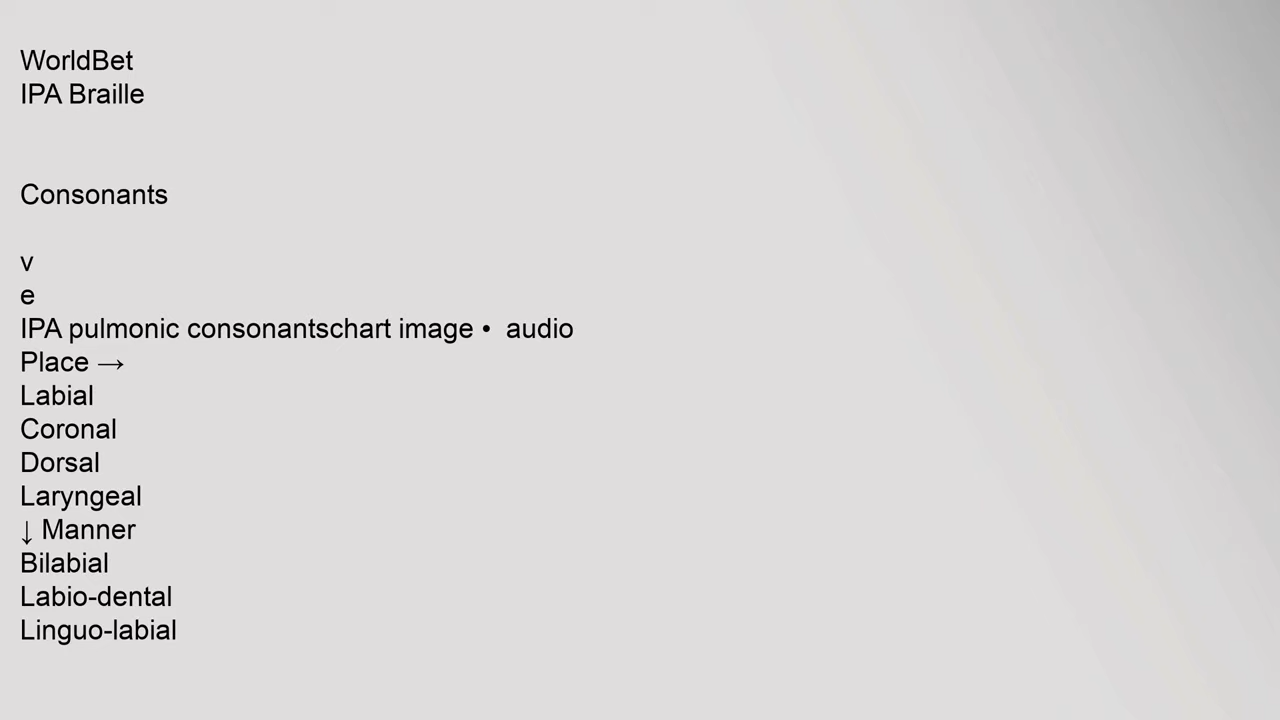 WorldBet
IPA Braille
Consonants
v
e
IPA pulmonic consonantschart image •  audio
Place →
Labial
Coronal
Dorsal
Laryngeal
↓ Manner
Bilabial
Labio-dental
Linguo-labial